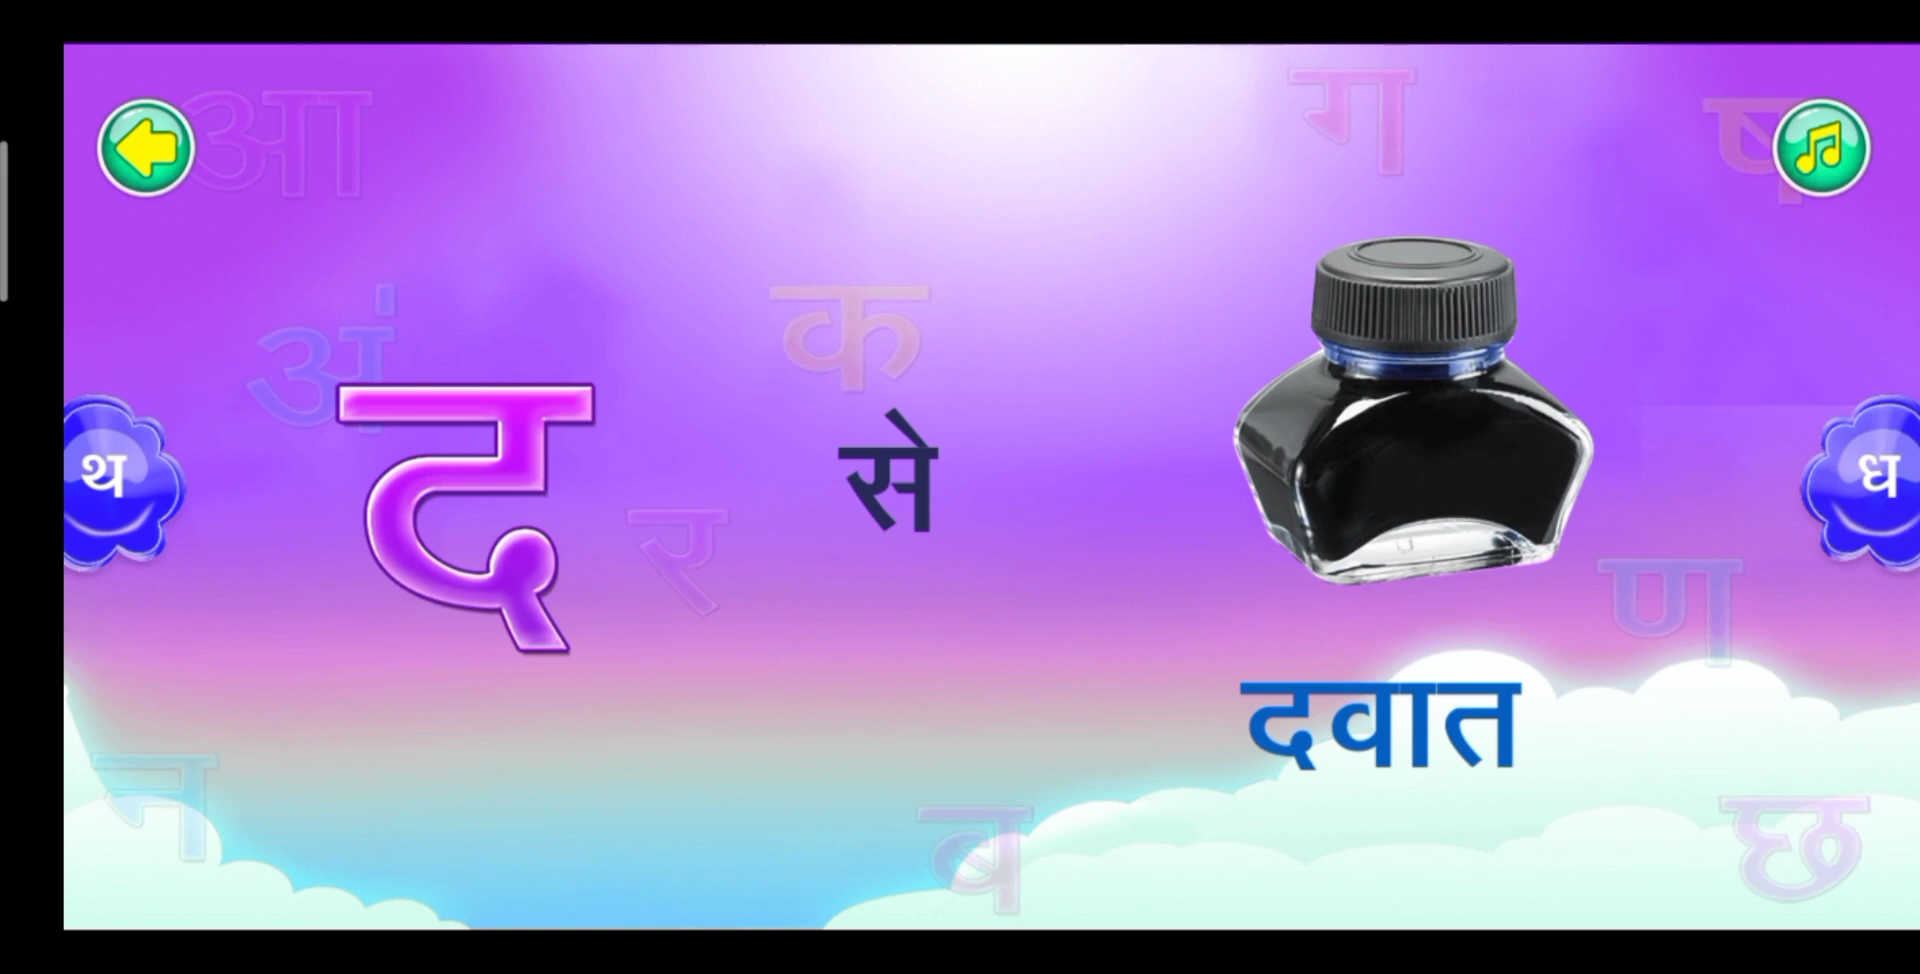 आ
ग
ष
अं
क
थ
द
से
र
ध
ण
दवात
न
ब
छ